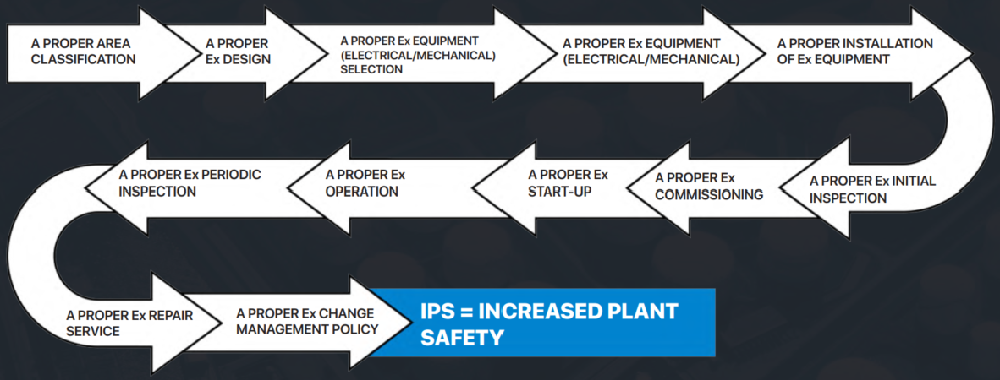 A PROPER AREA
CLASSIFICATION
A PROPER
Ex DESIGN
A PROPER Ex EQUIPMENT
(ELECTRICAL/MECHANICAL)
SELECTION
A PROPER Ex EQUIPMENT
(ELECTRICAL/MECHANICAL)
A PROPER INSTALLATION
OF Ex EQUIPMENT
A PROPER Ex INITIAL
INSPECTION
A PROPER Ex
COMMISSIONING
A PROPER Ex
START-UP
A PROPER Ex
OPERATION
A PROPER Ex PERIODIC
INSPECTION
A PROPER Ex REPAIR
SERVICE
A PROPER Ex CHANGE
MANAGEMENT POLICY
IPS = INCREASED PLANT
SAFETY